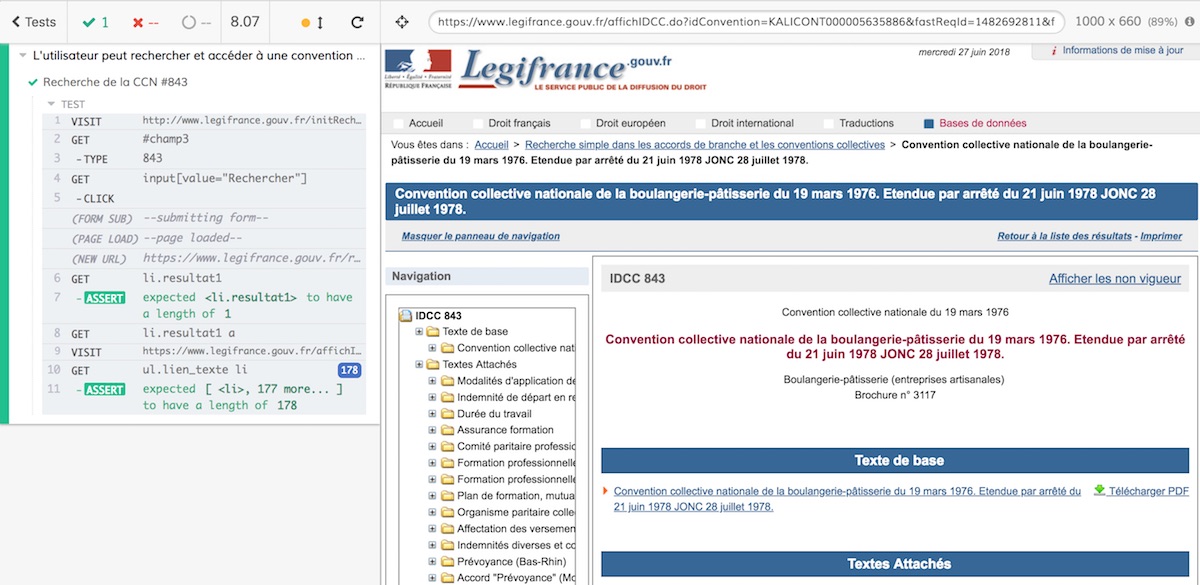 Tests
1
--
--
8.07
https://www.legifrance.gouv.fr/affichIDCC.do?idConvention=KALICONT000005635886&fastReqId=1482692811&f
1000 x 660 (89%)
L'utilisateur peut rechercher et accéder à une convention ...
Recherche de la CCN #843
TEST
1 VISIT http://www.legifrance.gouv.fr/initRech…
2 GET #champ3
3 -TYPE 843
4 GET input[value="Rechercher"]
5 -CLICK
(FORM SUB) --submitting form--
(PAGE LOAD) --page loaded--
(NEW URL) https://www.legifrance.gouv.fr/r…
6 GET li.resultat1
7 -ASSERT expected <li.resultat1> to have
a length of 1
8 GET li.resultat1 a
9 VISIT https://www.legifrance.gouv.fr/affichI…
10 GET ul.lien_texte li 178
11 -ASSERT expected [ <li>, 177 more... ]
to have a length of 178
Liberté • Égalité • Fraternité
RÉPUBLIQUE FRANÇAISE
Legifrance.gouv.fr
LE SERVICE PUBLIC DE LA DIFFUSION DU DROIT
mercredi 27 juin 2018
i Informations de mise à jour
Accueil
Droit français
Droit européen
Droit international
Traductions
Bases de données
Vous êtes dans : Accueil > Recherche simple dans les accords de branche et les conventions collectives > Convention collective nationale de la boulangerie-
pâtisserie du 19 mars 1976. Etendue par arrêté du 21 juin 1978 JONC 28 juillet 1978.
Convention collective nationale de la boulangerie-pâtisserie du 19 mars 1976. Etendue par arrêté du 21 juin 1978 JONC 28
juillet 1978.
Masquer le panneau de navigation
Retour à la liste des résultats - Imprimer
Navigation
IDCC 843
Texte de base
Convention collective nat
Textes Attachés
Modalités d'application de
Indemnité de départ en re
Durée du travail
Assurance formation
Comité paritaire professic
Formation professionnelle
Formation professionnelle
Plan de formation, mutua
Organisme paritaire colle
Affectation des versemen
Indemnités diverses et co
Prévoyance (Bas-Rhin)
Accord "Prévoyance" (Mo
IDCC 843
Afficher les non vigueur
Convention collective nationale du 19 mars 1976
Convention collective nationale de la boulangerie-pâtisserie du 19 mars 1976. Etendue par arrêté
du 21 juin 1978 JONC 28 juillet 1978.
Boulangerie-pâtisserie (entreprises artisanales)
Brochure n° 3117
Texte de base
Convention collective nationale de la boulangerie-pâtisserie du 19 mars 1976. Etendue par arrêté du
21 juin 1978 JONC 28 juillet 1978.
Télécharger PDF
Textes Attachés